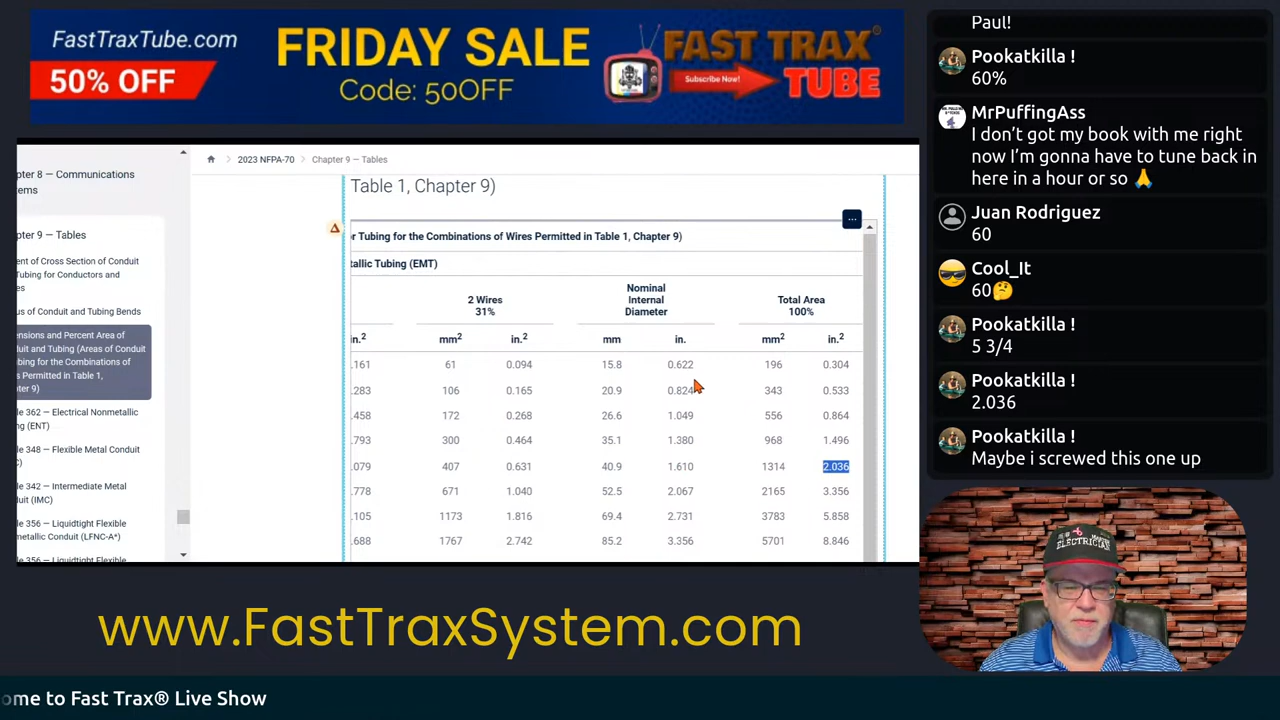 FastTraxTube.com
50% OFF
FRIDAY SALE
Code: 50OFF
FAST TRAX®
Subscribe Now!
TUBE
Paul!
Pookatkilla !
60%
MrPuffingAss
I don't got my book with me right
now I'm gonna have to tune back in
here in a hour or so 🙏
Juan Rodriguez
60
Cool_It
60🤔
Pookatkilla !
5 3/4
Pookatkilla !
2.036
Pookatkilla !
Maybe i screwed this one up
pter 8 — Communications
ems
pter 9 — Tables
ent of Cross Section of Conduit
Tubing for Conductors and
es
us of Conduit and Tubing Bends
ensions and Percent Area of
duit and Tubing (Areas of Conduit
ubing for the Combinations of
s Permitted in Table 1,
ter 9)
le 362 — Electrical Nonmetallic
ng (ENT)
le 348 — Flexible Metal Conduit
C)
le 342 — Intermediate Metal
duit (IMC)
le 356 — Liquidtight Flexible
metallic Conduit (LFNC-A*)
le 356 — Liquidtight Flexible
2023 NFPA-70 > Chapter 9 — Tables
Table 1, Chapter 9)
r Tubing for the Combinations of Wires Permitted in Table 1, Chapter 9)
tallic Tubing (EMT)
2 Wires
31%
Nominal
Internal
Diameter
Total Area
100%
in.² mm² in.² mm in. mm² in.²
.161 61 0.094 15.8 0.622 196 0.304
.283 106 0.165 20.9 0.824 343 0.533
.458 172 0.268 26.6 1.049 556 0.864
.793 300 0.464 35.1 1.380 968 1.496
.079 407 0.631 40.9 1.610 1314 2.036
.778 671 1.040 52.5 2.067 2165 3.356
.105 1173 1.816 69.4 2.731 3783 5.858
.688 1767 2.742 85.2 3.356 5701 8.846
ELECTRICIAN
www.FastTraxSystem.com
ome to Fast Trax® Live Show